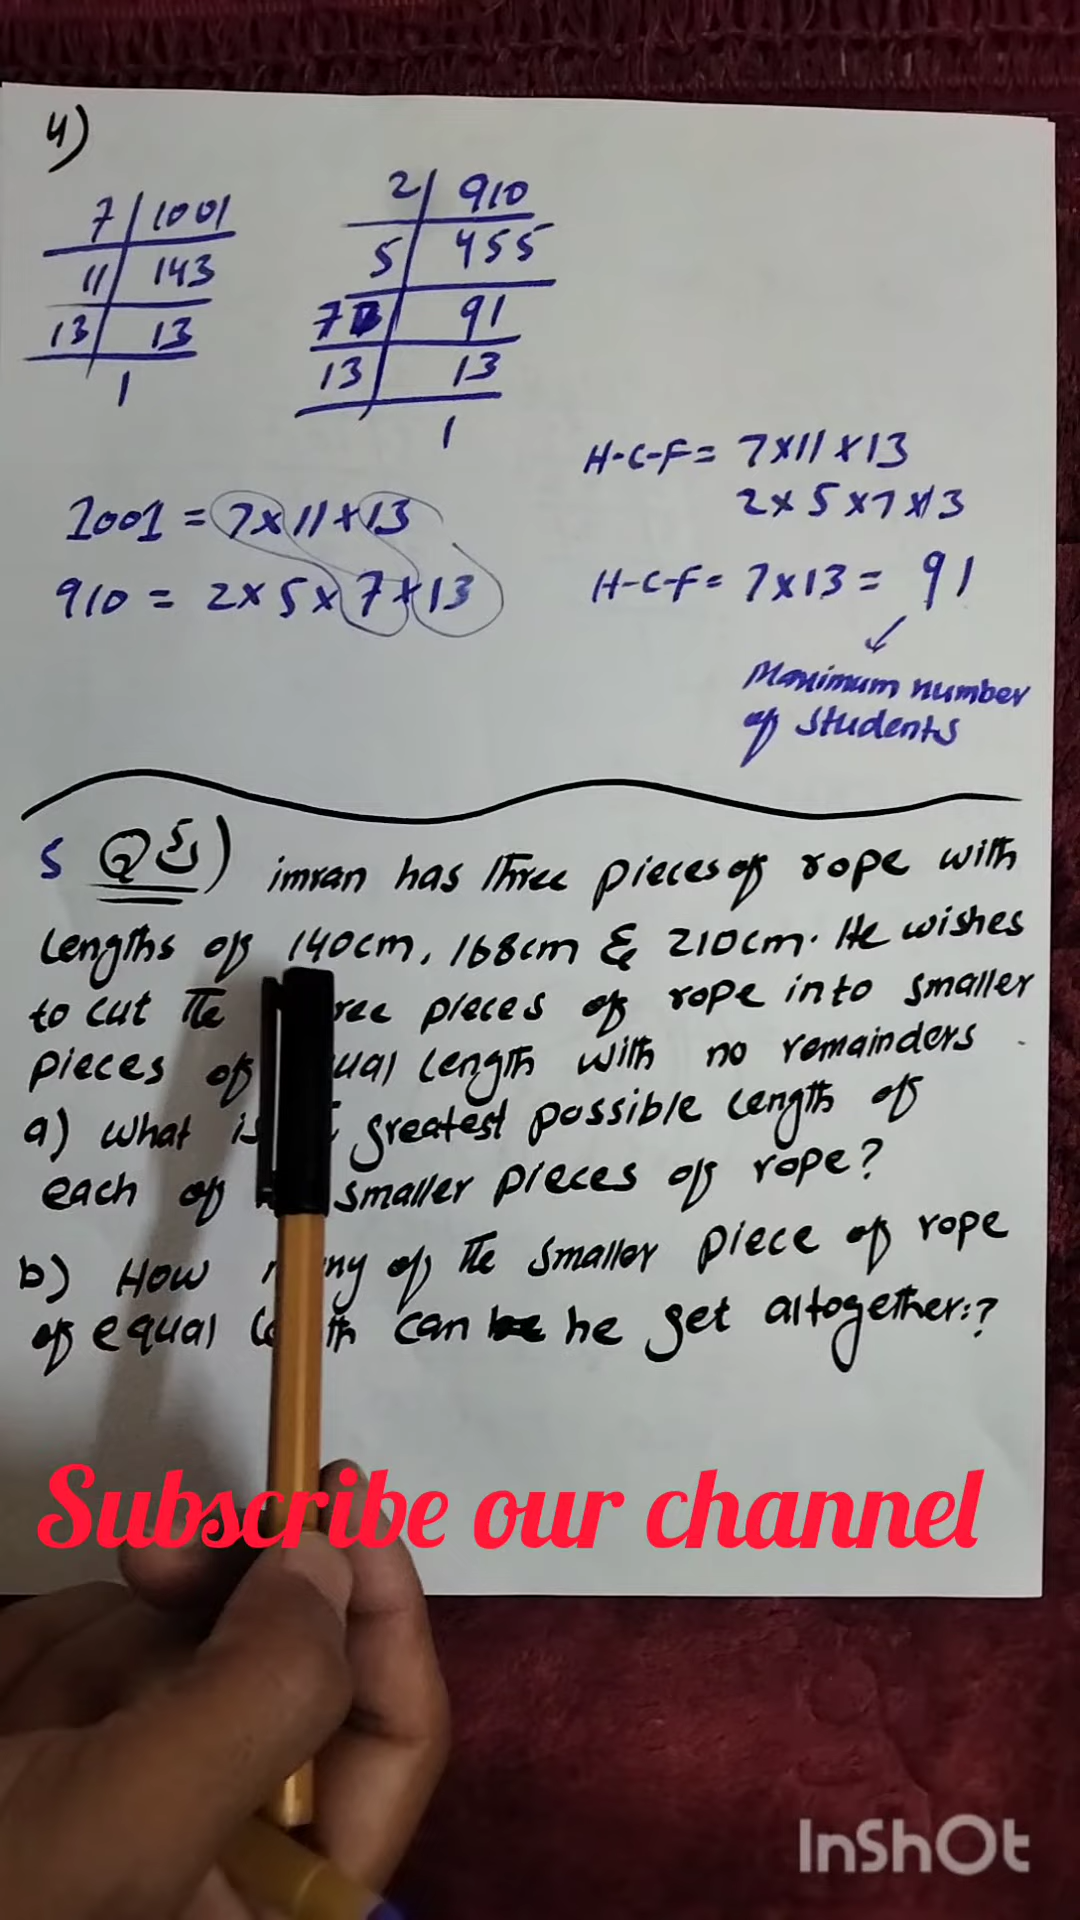 4)
7 1001
11 143
13 13
1
2 910
5 455
7 91
13 13
1
1001 = 7×11×13
910 = 2×5×7×13
H-C-F = 7×11×13
2×5×7×13
H-C-F = 7×13 = 91
Maximum number
of students
5 Q5) imran has three pieces of rope with
lengths of 140cm, 168cm & 210cm. He wishes
to cut the pieces of rope into smaller
pieces of length with no remainders
a) what is greatest possible length of
each of smaller pieces of rope?
b) How of the smaller piece of rope
of equal can he get altogether:?
Subscribe our channel
InShOt